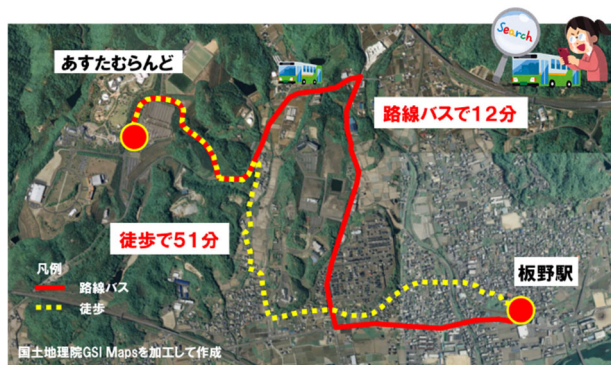 Search
あすたむらんど
路線バスで12分
徒歩で51分
板野駅
凡例
路線バス
徒歩
国土地理院GSI Mapsを加工して作成